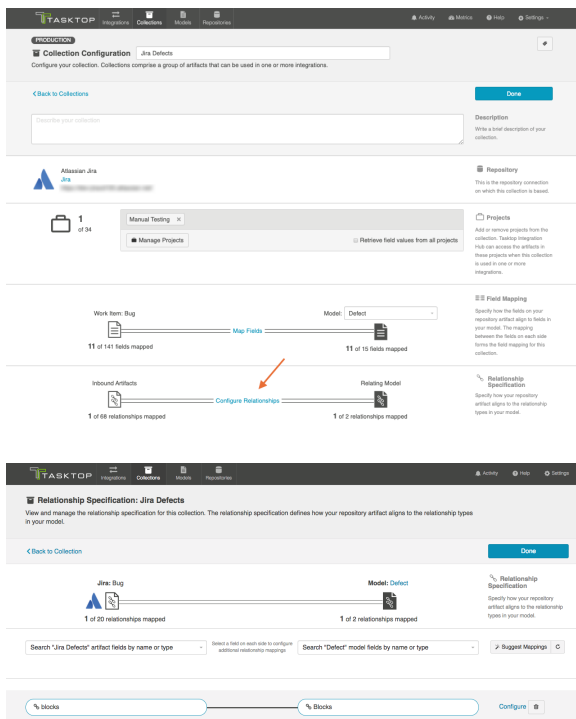 TASKTOP
Integrations
Collections
Models
Repositories
Activity
Metrics
Help
Settings
PRODUCTION
Collection Configuration
Jira Defects
Configure your collection. Collections comprise a group of artifacts that can be used in one or more integrations.
Back to Collections
Done
Describe your collection
Description
Write a brief description of your
collection.
Atlassian Jira
Jira
Repository
This is the repository connection
on which this collection is based.
1
of 34
Manual Testing ×
Manage Projects
Retrieve field values from all projects
Projects
Add or remove projects from the
collection. Tasktop Integration
Hub can access the artifacts in
these projects when this collection
is used in one or more
integrations.
Work Item: Bug
Model: Defect
Map Fields
11 of 141 fields mapped
11 of 15 fields mapped
Field Mapping
Specify how the fields on your
repository artifact align to fields in
your model. The mapping
between the fields on each side
forms the field mapping for this
collection.
Inbound Artifacts
Relating Model
Configure Relationships
1 of 68 relationships mapped
1 of 2 relationships mapped
Relationship
Specification
Specify how your repository
artifact aligns to the relationship
types in your model.
TASKTOP
Integrations
Collections
Models
Repositories
Activity
Help
Settings
Relationship Specification: Jira Defects
View and manage the relationship specification for this collection. The relationship specification defines how your repository artifact aligns to the relationship types
in your model.
Back to Collection
Done
Jira: Bug
Model: Defect
1 of 20 relationships mapped
1 of 2 relationships mapped
Relationship
Specification
Specify how your repository
artifact aligns to the relationship
types in your model.
Search "Jira Defects" artifact fields by name or type
Select a field on each side to configure
additional relationship mappings
Search "Defect" model fields by name or type
Suggest Mappings
blocks
Blocks
Configure